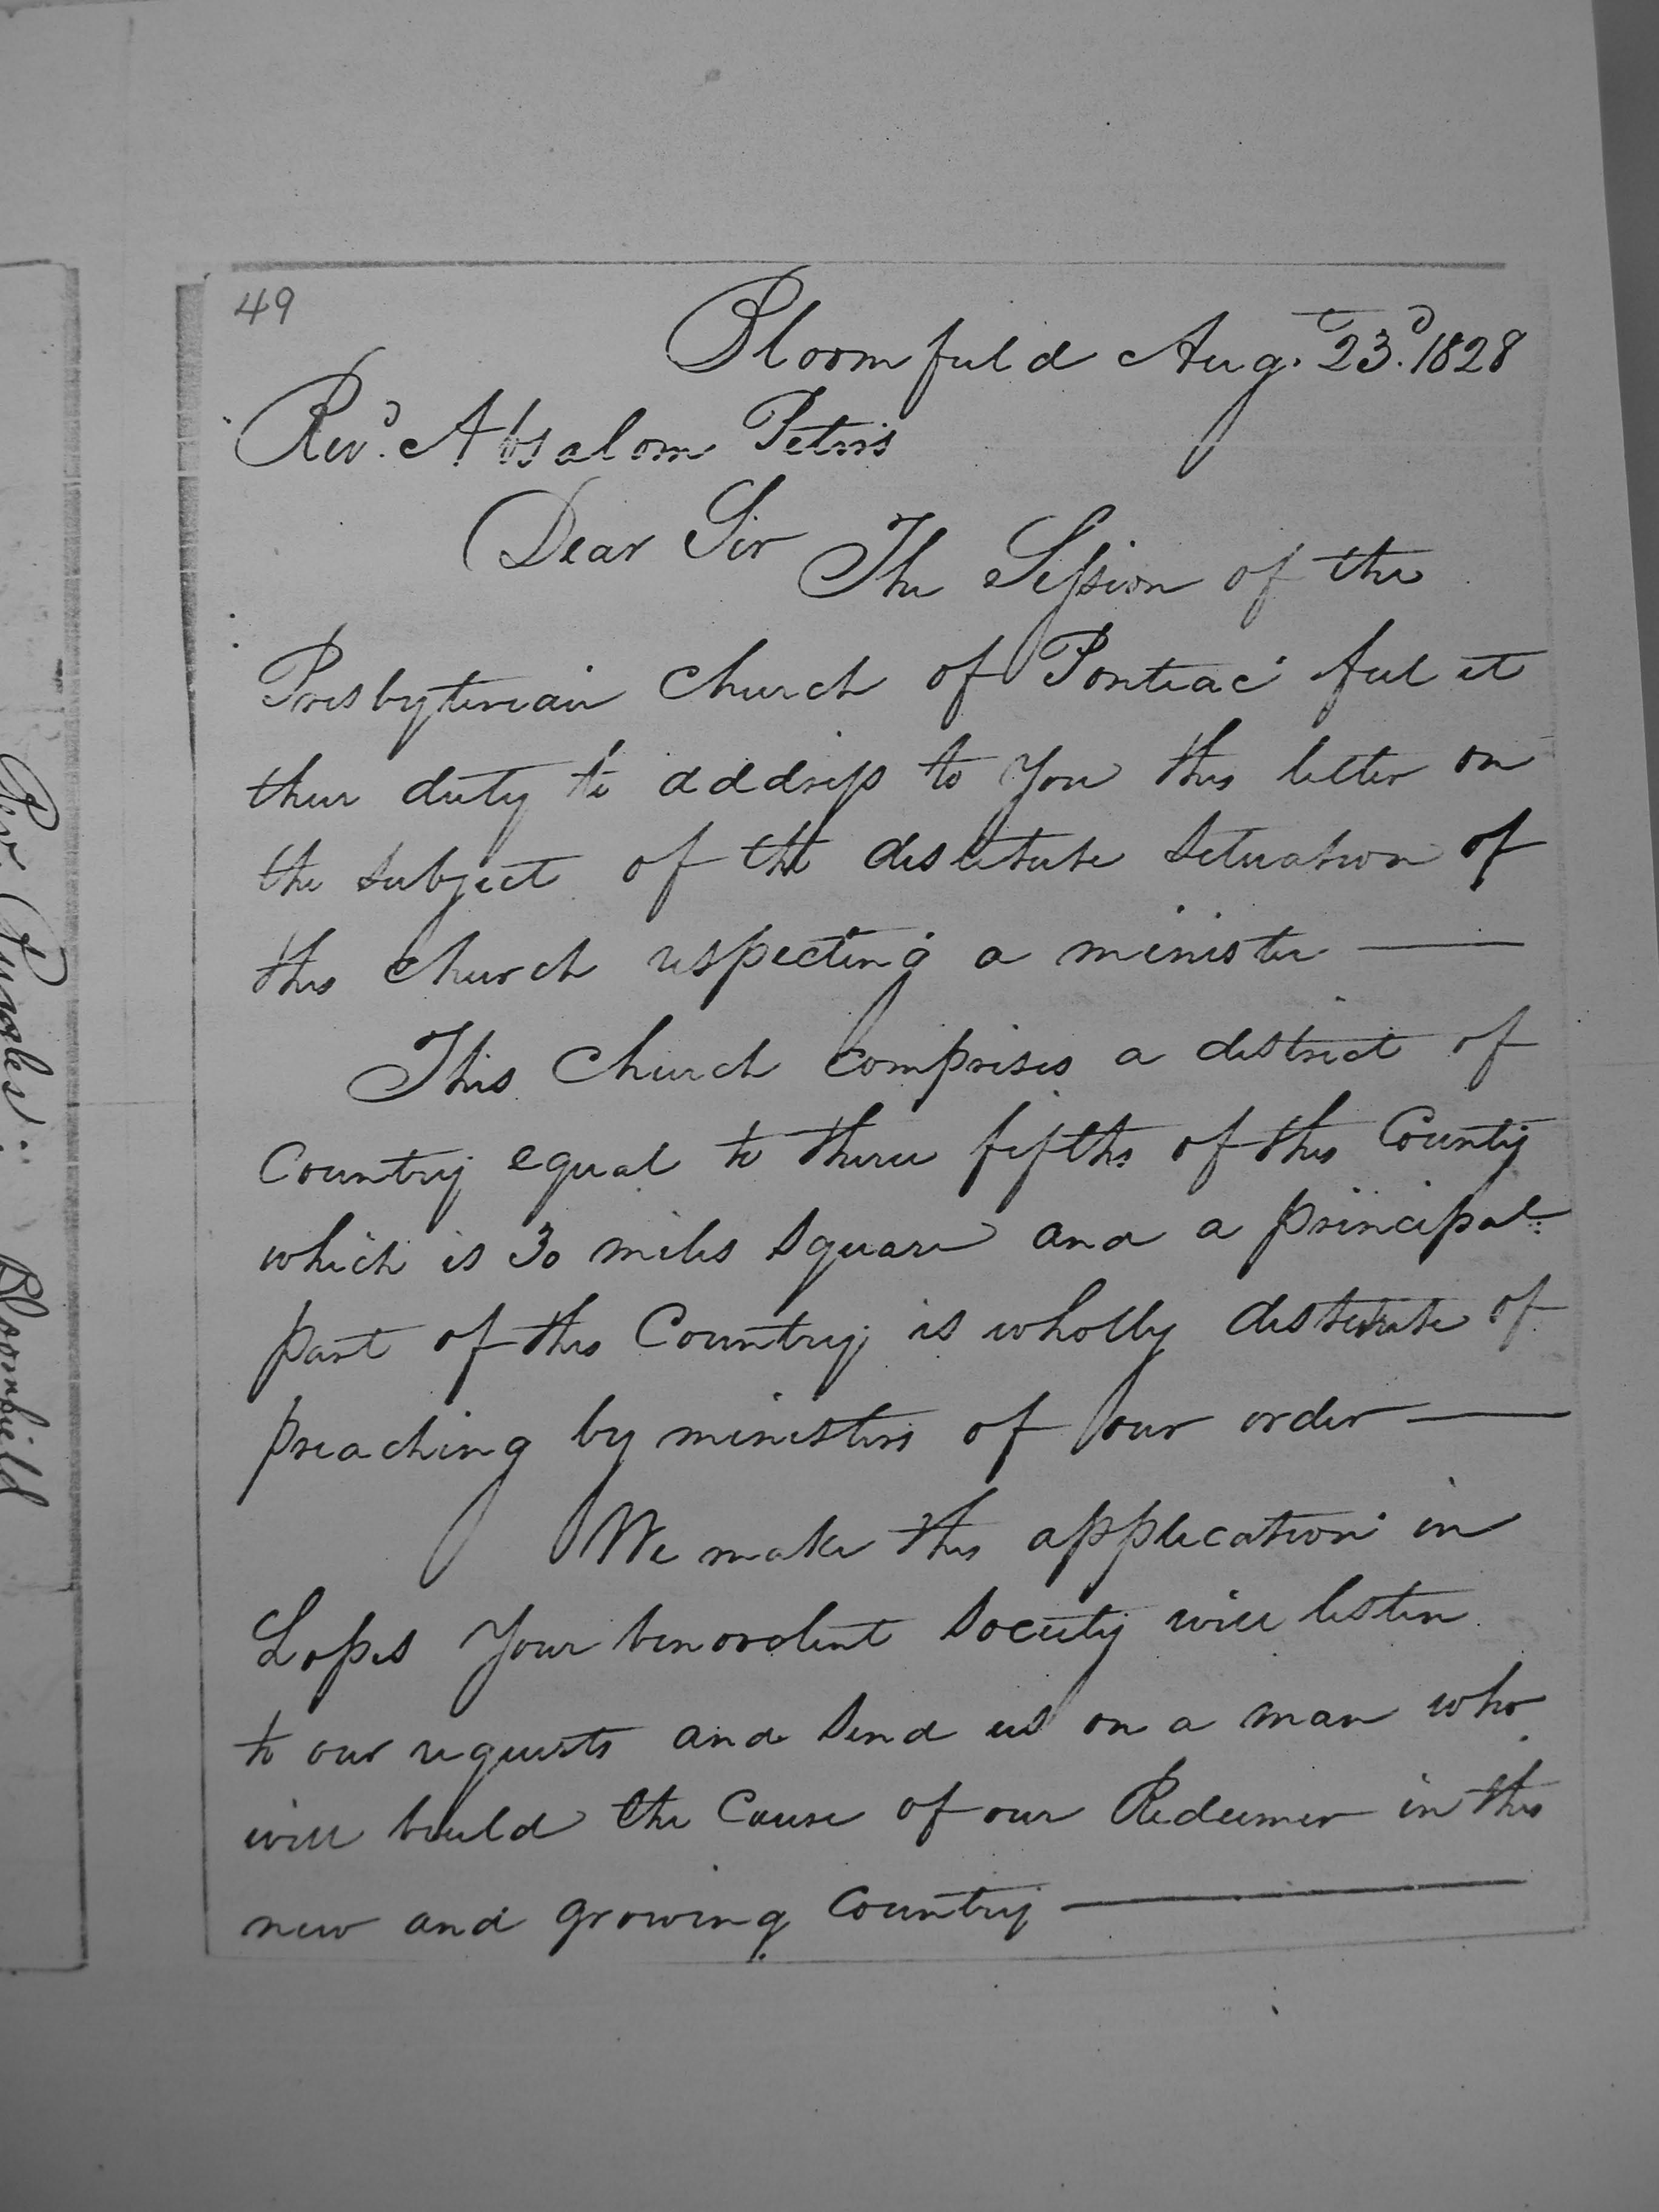 49
Bloomfield Aug.t 23.d 1828
Rev.d Absalom Peters
Dear Sir The Session of the
Presbyterian Church of Pontiac feel it
their duty to address to You this letter on
the subject of the destitute situation of
this Church respecting a minister —
This Church comprises a district of
Country equal to three fifths of this County
which is 30 miles square and a principal
part of this Country is wholly destitute of
preaching by ministers of our order —
We make this application in
hopes Your benovolent society will listen
to our requests and send us on a man who
will build the Cause of our Redeemer in this
new and growing Country —
Rev.
Bloomfield